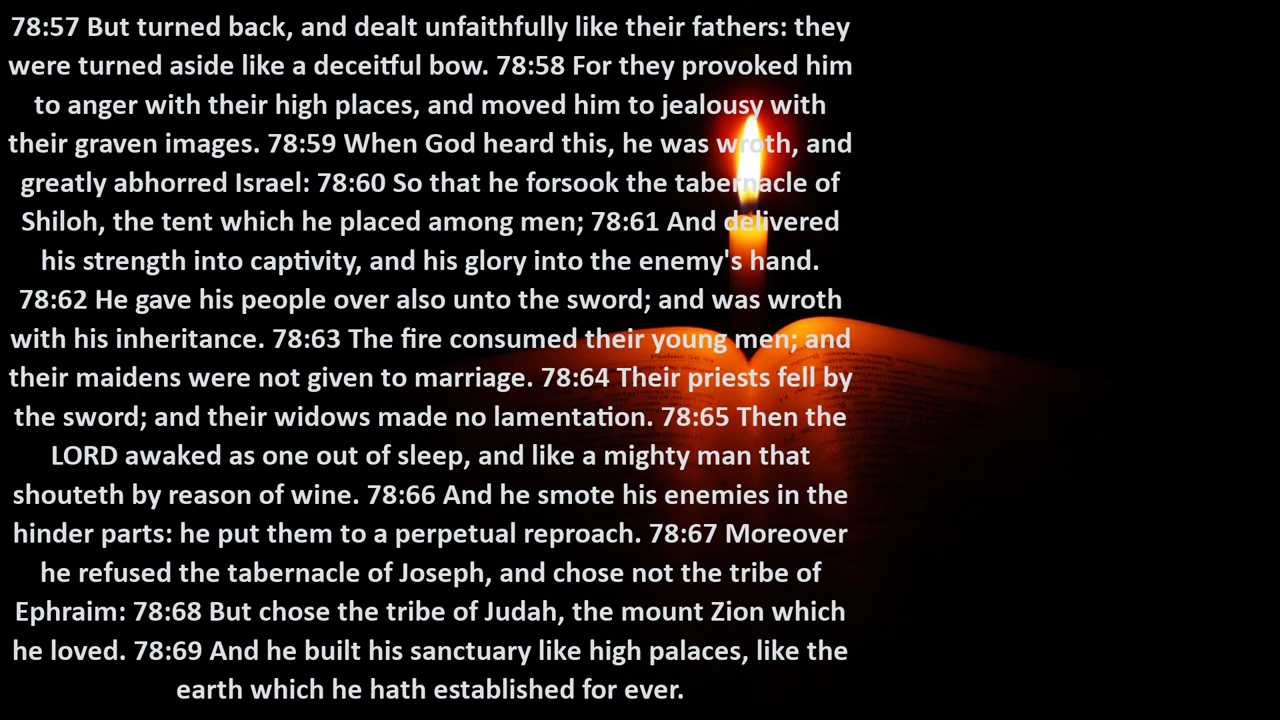 78:57 But turned back, and dealt unfaithfully like their fathers: they
were turned aside like a deceitful bow. 78:58 For they provoked him
to anger with their high places, and moved him to jealousy with
their graven images. 78:59 When God heard this, he was wroth, and
greatly abhorred Israel: 78:60 So that he forsook the tabernacle of
Shiloh, the tent which he placed among men; 78:61 And delivered
his strength into captivity, and his glory into the enemy's hand.
78:62 He gave his people over also unto the sword; and was wroth
with his inheritance. 78:63 The fire consumed their young men; and
their maidens were not given to marriage. 78:64 Their priests fell by
the sword; and their widows made no lamentation. 78:65 Then the
LORD awaked as one out of sleep, and like a mighty man that
shouteth by reason of wine. 78:66 And he smote his enemies in the
hinder parts: he put them to a perpetual reproach. 78:67 Moreover
he refused the tabernacle of Joseph, and chose not the tribe of
Ephraim: 78:68 But chose the tribe of Judah, the mount Zion which
he loved. 78:69 And he built his sanctuary like high palaces, like the
earth which he hath established for ever.